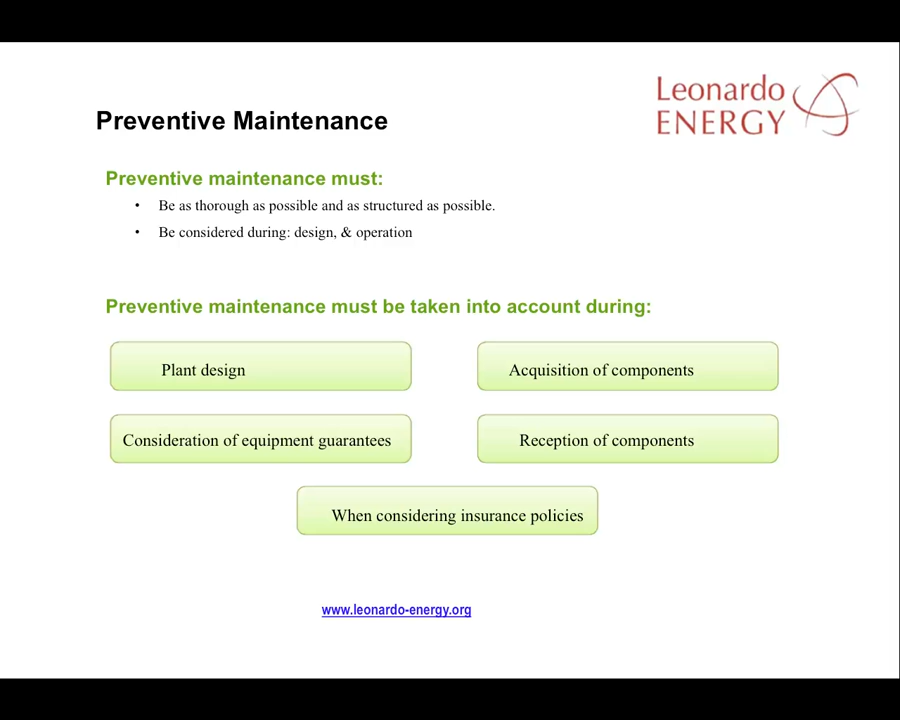 Leonardo
ENERGY
Preventive Maintenance
Preventive maintenance must:
• Be as thorough as possible and as structured as possible.
• Be considered during: design, & operation
Preventive maintenance must be taken into account during:
Plant design
Acquisition of components
Consideration of equipment guarantees
Reception of components
When considering insurance policies
www.leonardo-energy.org